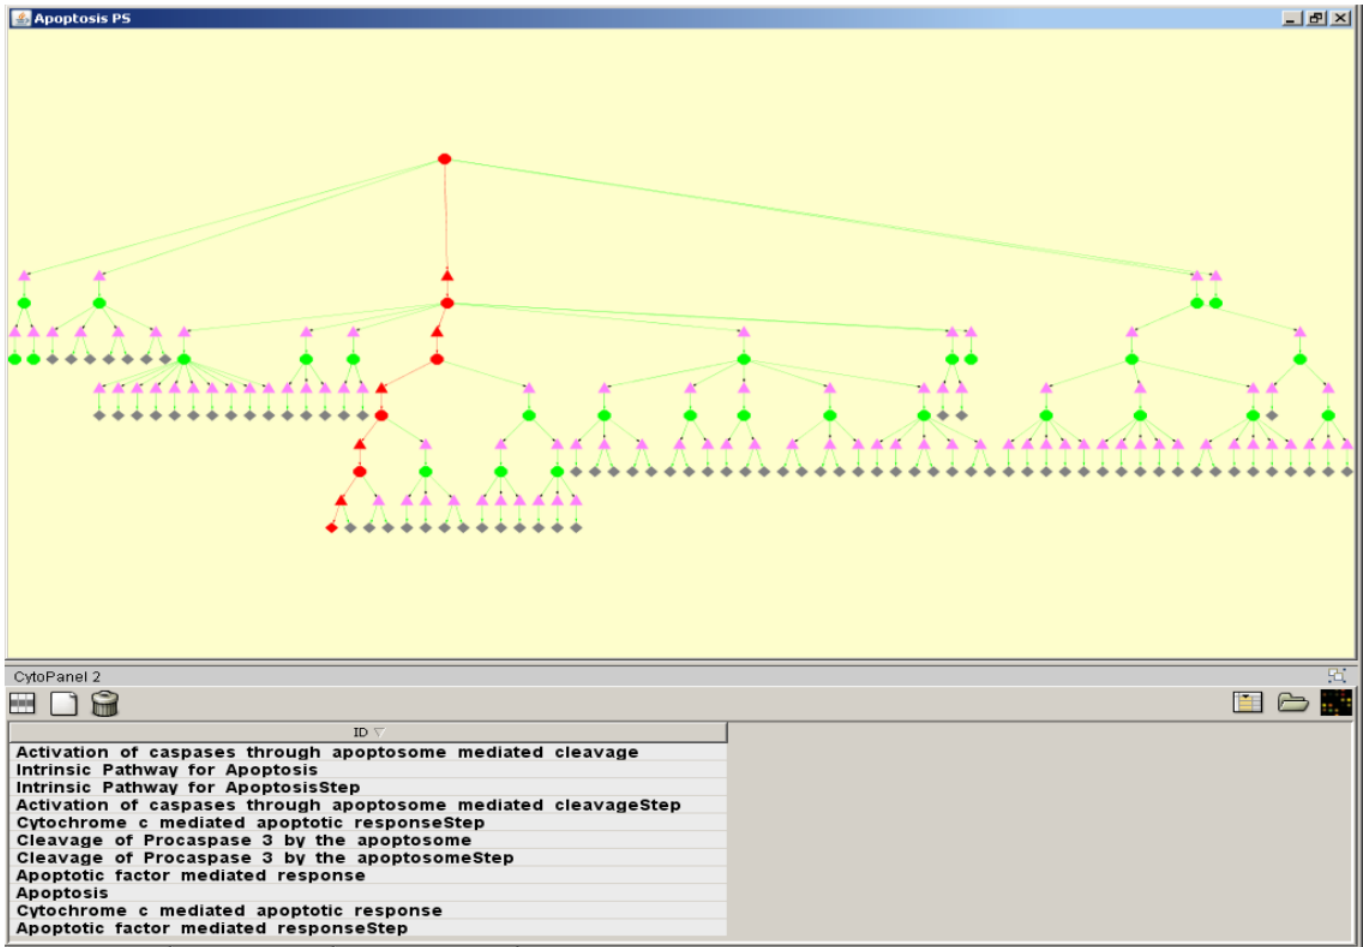 Apoptosis PS
CytoPanel 2
ID
Activation of caspases through apoptosome mediated cleavage
Intrinsic Pathway for Apoptosis
Intrinsic Pathway for ApoptosisStep
Activation of caspases through apoptosome mediated cleavageStep
Cytochrome c mediated apoptotic responseStep
Cleavage of Procaspase 3 by the apoptosome
Cleavage of Procaspase 3 by the apoptosomeStep
Apoptotic factor mediated response
Apoptosis
Cytochrome c mediated apoptotic response
Apoptotic factor mediated responseStep